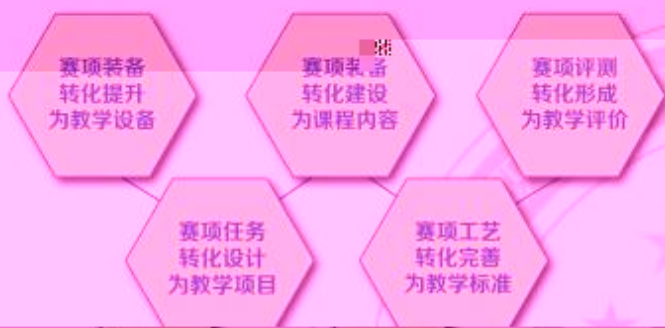 赛项装备
转化提升
为教学设备
赛项装备
转化建设
为课程内容
赛项评测
转化形成
为教学评价
赛项任务
转化设计
为教学项目
赛项工艺
转化完善
为教学标准